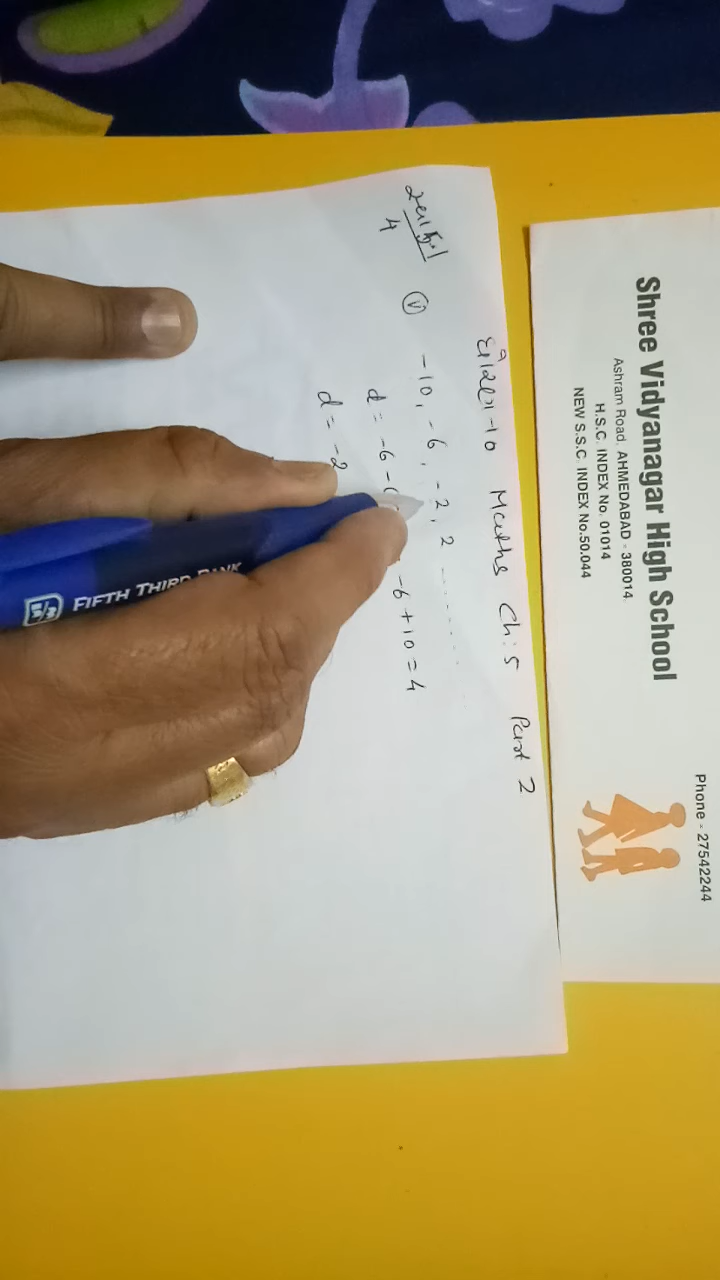 Shree Vidyanagar High School
Ashram Road, AHMEDABAD - 380014.
H.S.C. INDEX No. 01014
NEW S.S.C. INDEX No.50.044
Phone - 27542244
ધોરણ-10 Maths Ch:5 Part 2
સ્વાધ્યાય
4
(v) -10, -6, -2, 2 ........
d = -6 - ( -6 + 10 = 4
d = -2
FIFTH THIRD BANK